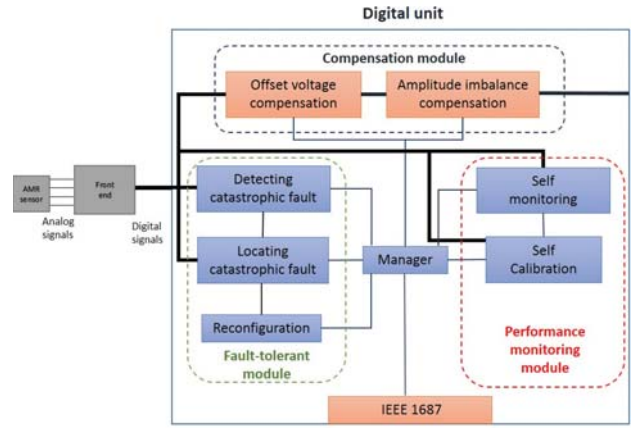 Digital unit
Compensation module
Offset voltage
compensation
Amplitude imbalance
compensation
AMR
sensor
Front
end
Analog
signals
Digital
signals
Detecting
catastrophic fault
Locating
catastrophic fault
Reconfiguration
Fault-tolerant
module
Manager
Self
monitoring
Self
Calibration
Performance
monitoring
module
IEEE 1687